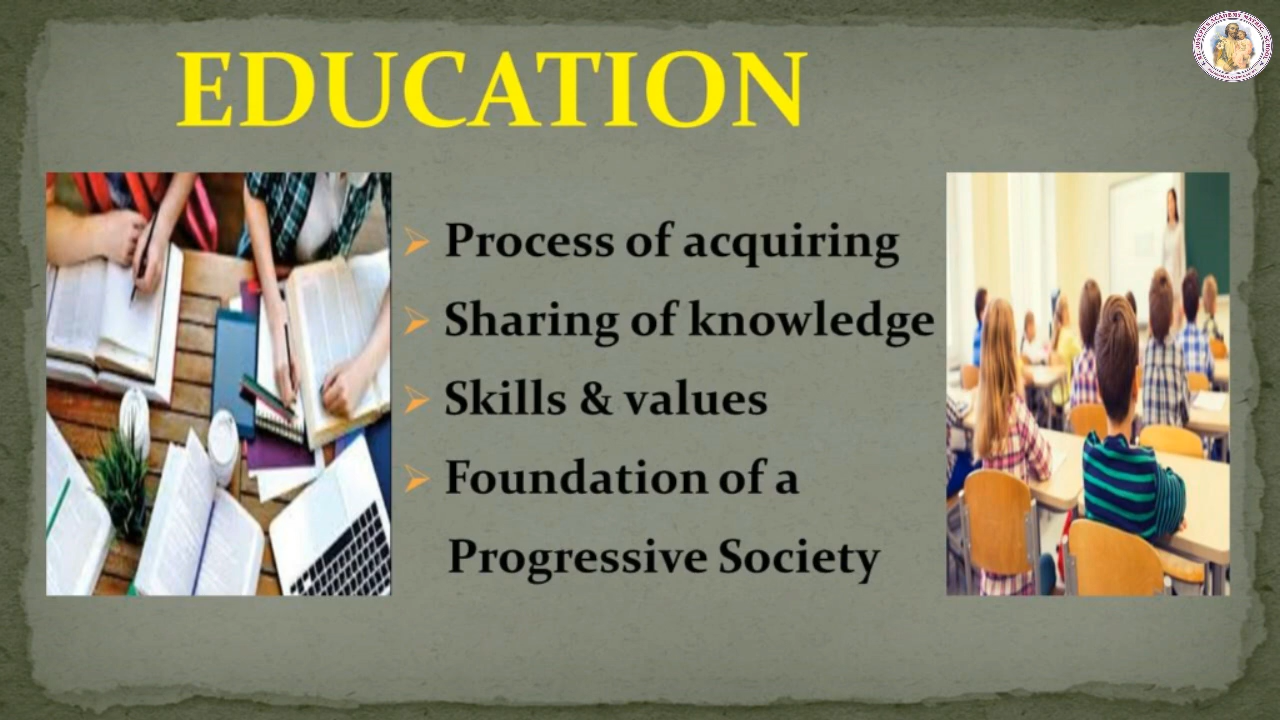 EDUCATION
Process of acquiring
Sharing of knowledge
Skills & values
Foundation of a
Progressive Society